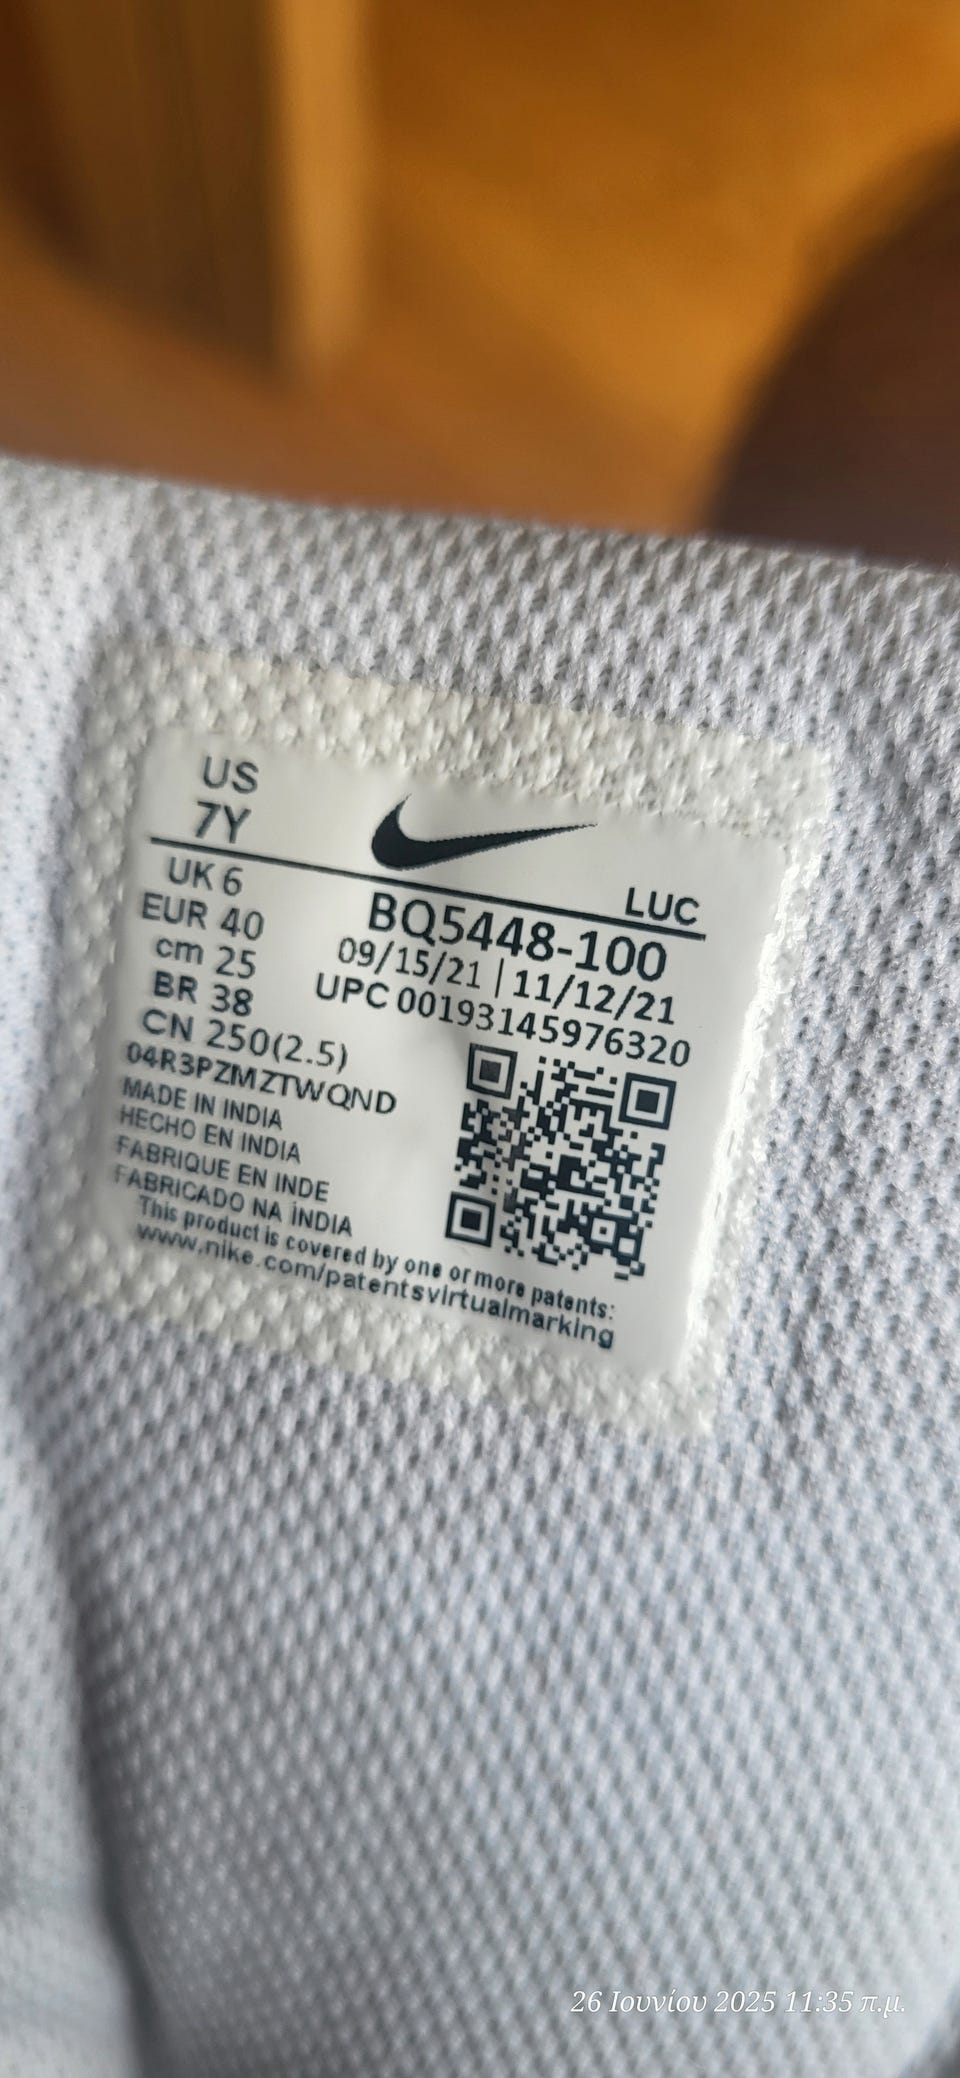 US
7Y
LUC
UK 6
EUR 40
cm 25
BR 38
CN 250(2.5)
BQ5448-100
09/15/21 | 11/12/21
UPC 00193145976320
04R3PZMZTWQND
MADE IN INDIA
HECHO EN INDIA
FABRIQUE EN INDE
FABRICADO NA ÍNDIA
This product is covered by one or more patents:
www.nike.com/patentsvirtualmarking
26 Ιουνίου 2025 11:35 π.μ.